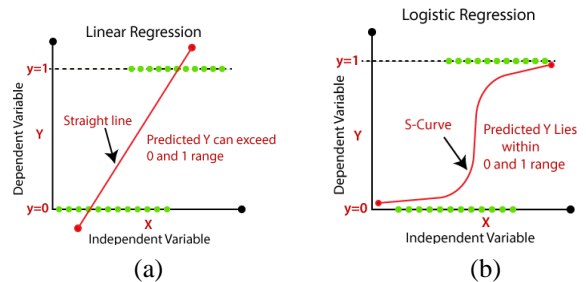 Linear Regression
y=1
Dependent Variable
Y
Straight line
Predicted Y can exceed
0 and 1 range
y=0
X
Independent Variable
(a)
Logistic Regression
y=1
Dependent Variable
Y
S-Curve
Predicted Y Lies
within
0 and 1 range
y=0
X
Independent Variable
(b)